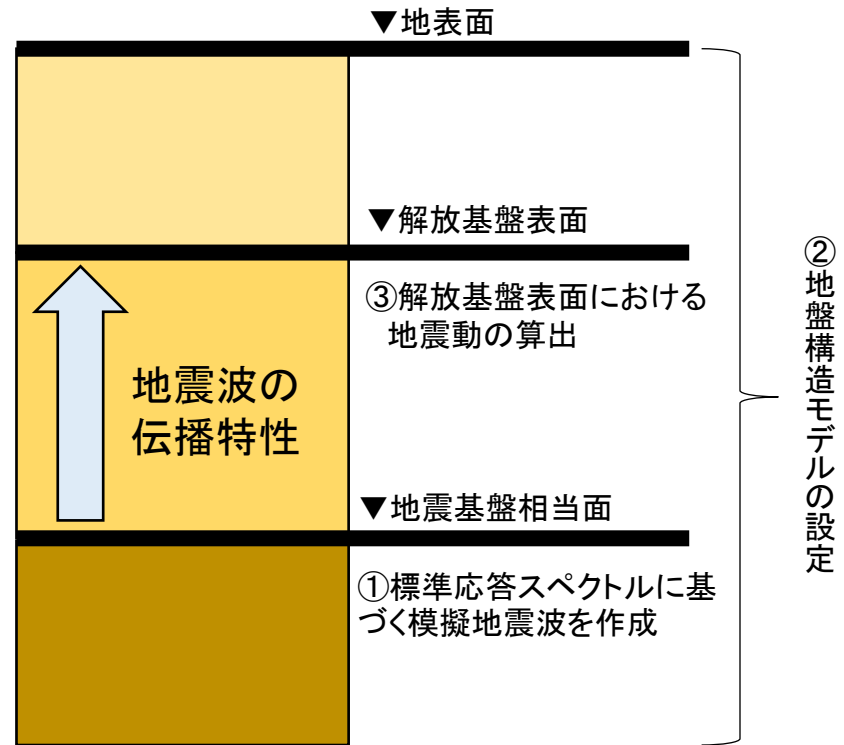 ▼地表面
▼解放基盤表面
③解放基盤表面における
地震動の算出
地震波の
伝播特性
▼地震基盤相当面
①標準応答スペクトルに基
づく模擬地震波を作成
②地盤構造モデルの設定